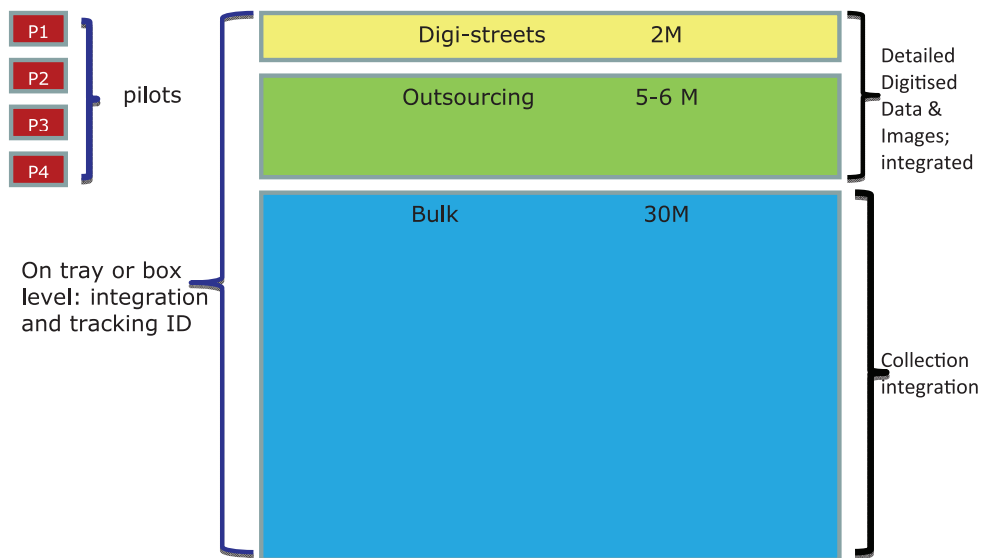 P1
P2
P3
P4
pilots
On tray or box
level: integration
and tracking ID
Digi-streets 2M
Outsourcing 5-6 M
Bulk 30M
Detailed
Digitised
Data &
Images;
integrated
Collection
integration